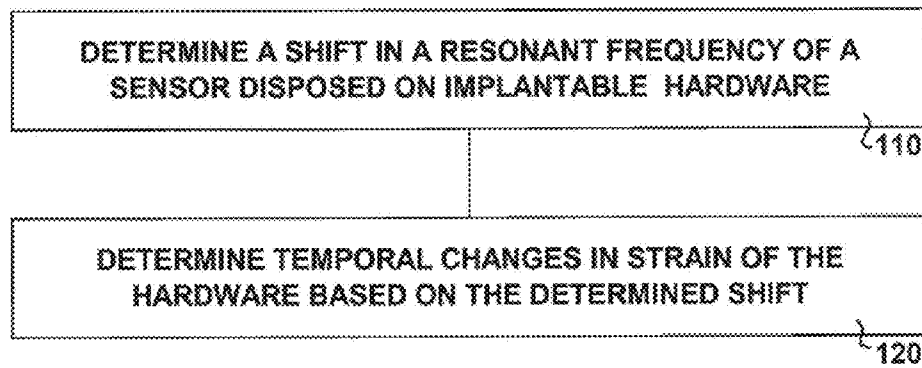 DETERMINE A SHIFT IN A RESONANT FREQUENCY OF A
SENSOR DISPOSED ON IMPLANTABLE HARDWARE
110
DETERMINE TEMPORAL CHANGES IN STRAIN OF THE
HARDWARE BASED ON THE DETERMINED SHIFT
120